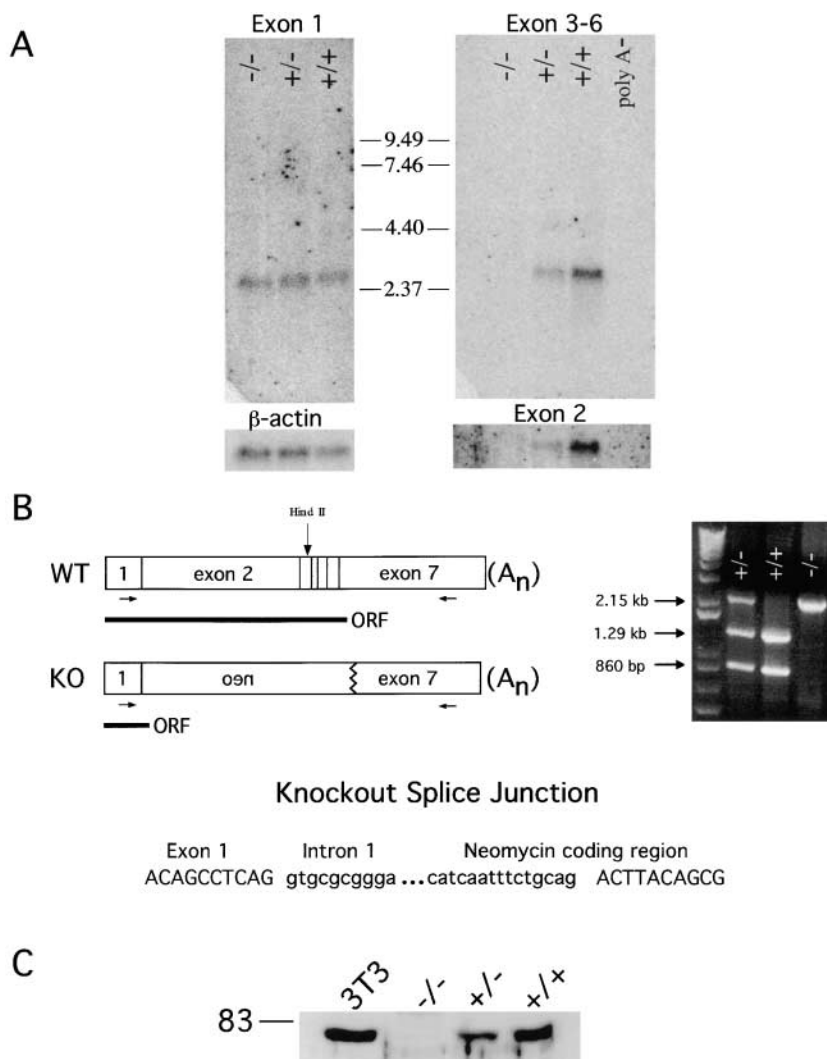 A
Exon 1
-/-
+/-
+/+
9.49
7.46
4.40
2.37
β-actin
Exon 3-6
-/-
+/-
+/+
poly A-
Exon 2
B
Hind II
WT
1
exon 2
exon 7
(An)
ORF
KO
1
neo
exon 7
(An)
ORF
+/-
+/+
-/-
2.15 kb
1.29 kb
860 bp
Knockout Splice Junction
Exon 1 Intron 1 Neomycin coding region
ACAGCCTCAG gtgcgcggga...catcaatttctgcag ACTTACAGCG
C
3T3
-/-
+/-
+/+
83